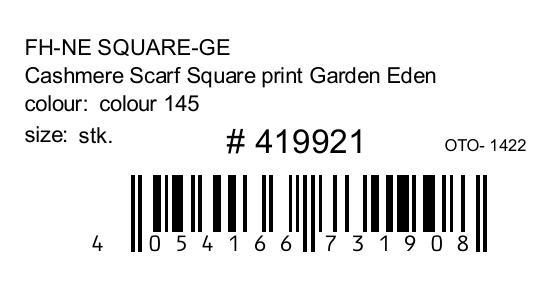 FH-NE SQUARE-GE
Cashmere Scarf Square print Garden Eden
colour: colour 145
size: stk.
# 419921
OTO- 1422
4 054166 731908